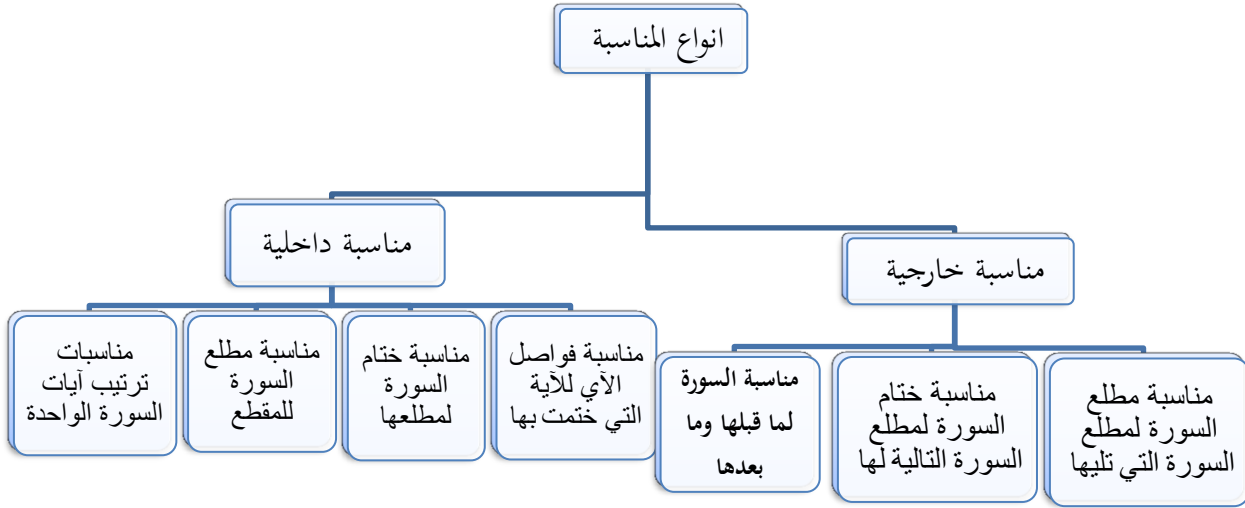 انواع المناسبة
مناسبة خارجية
مناسبة داخلية
مناسبة مطلع
السورة لمطلع
السورة التي تليها
مناسبة ختام
السورة لمطلع
السورة التالية لها
مناسبة السورة
لما قبلها وما
بعدها
مناسبة فواصل
الآي للآية
التي ختمت بها
مناسبة ختام
السورة
لمطلعها
مناسبة مطلع
السورة
للمقطع
مناسبات
ترتيب آيات
السورة الواحدة